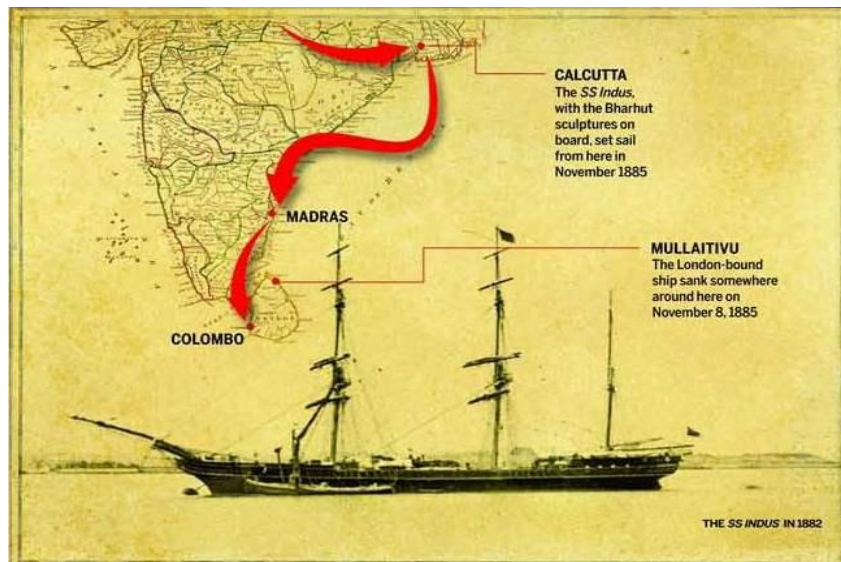 CALCUTTA
The SS Indus,
with the Bharhut
sculptures on
board, set sail
from here in
November 1885
MADRAS
MULLAITIVU
The London-bound
ship sank somewhere
around here on
November 8, 1885
COLOMBO
THE SS INDUS IN 1882